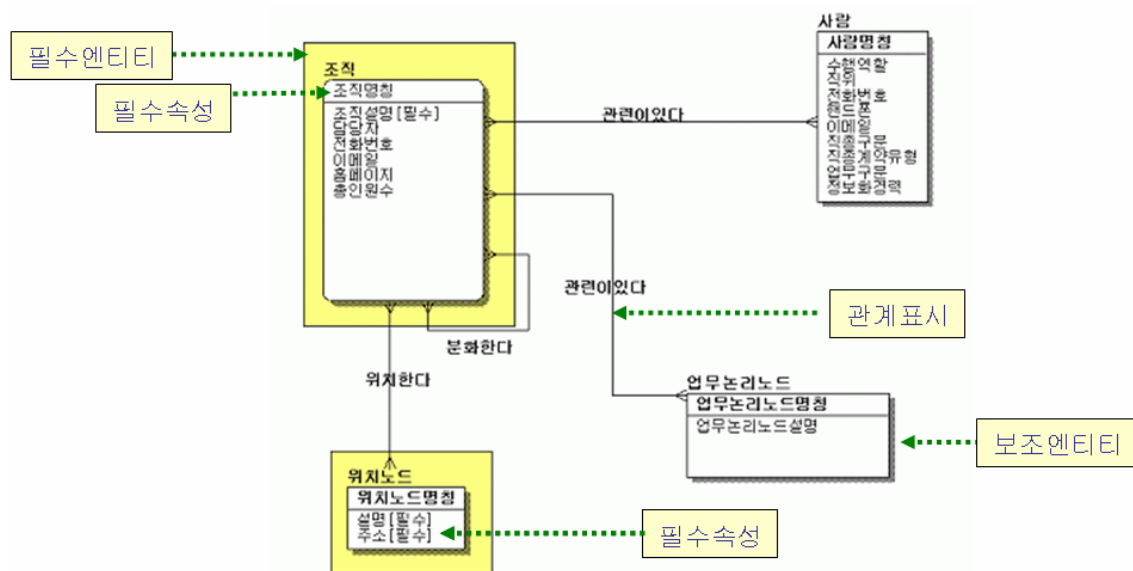 사람
사람명칭
수행역할
직위
전화번호
핸드폰
이메일
직종구분
직종계약유형
업무구분
정보화경력
필수엔티티
필수속성
조직
조직명칭
조직설명[필수]
담당자
전화번호
이메일
홈페이지
총인원수
관련이있다
관련이있다
관계표시
분화한다
위치한다
업무논리노드
업무논리노드명칭
업무논리노드설명
보조엔티티
위치노드
위치노드명칭
설명[필수]
주소[필수]
필수속성